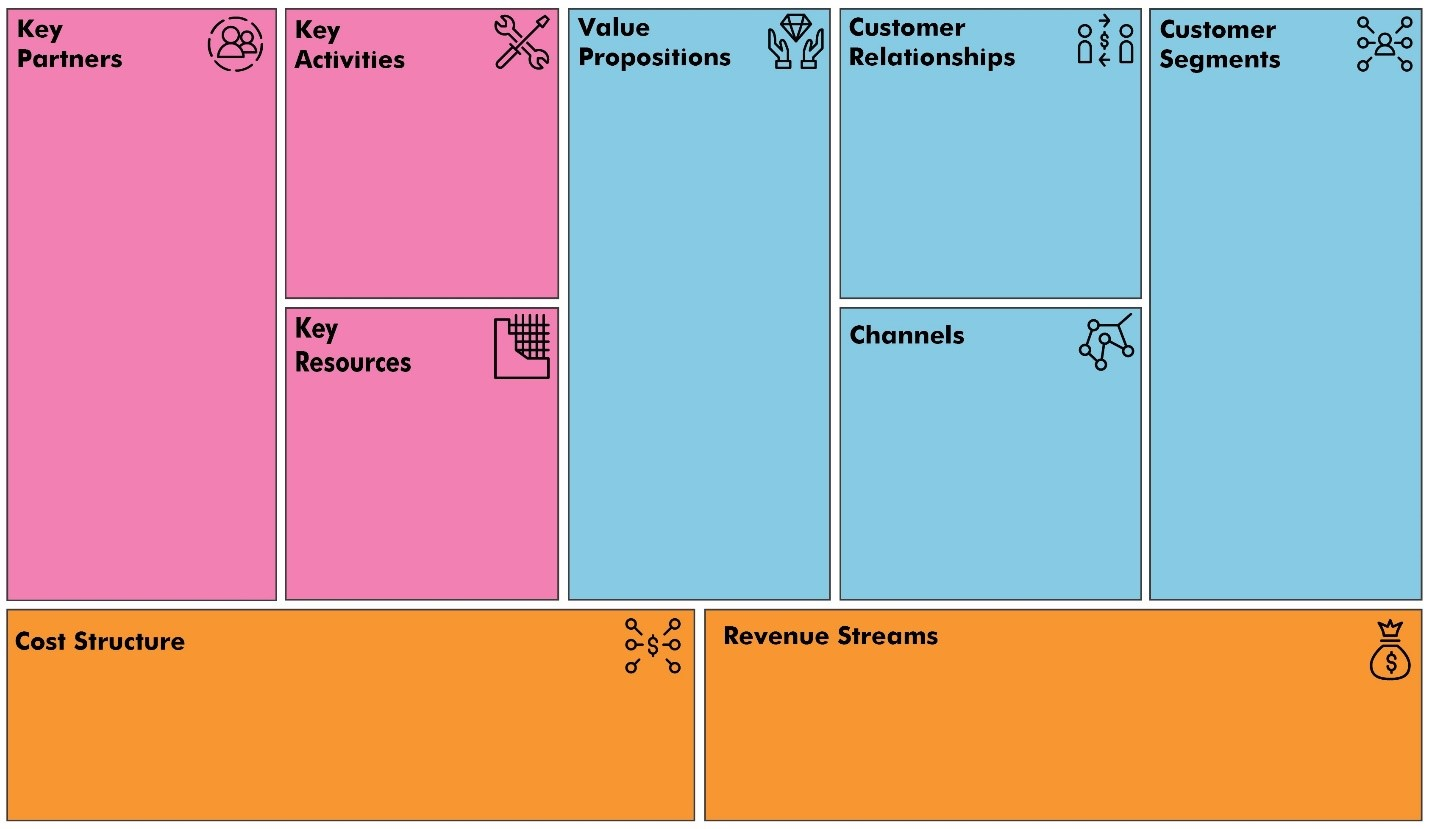 Key
Partners
Key
Activities
Key
Resources
Value
Propositions
Customer
Relationships
$
Channels
Customer
Segments
Cost Structure
$
Revenue Streams
$